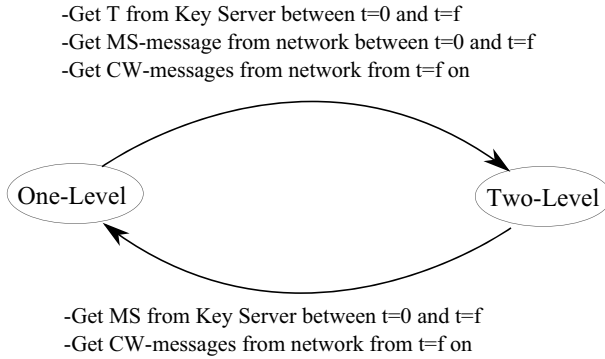 -Get T from Key Server between t=0 and t=f
-Get MS-message from network between t=0 and t=f
-Get CW-messages from network from t=f on
One-Level
Two-Level
-Get MS from Key Server between t=0 and t=f
-Get CW-messages from network from t=f on